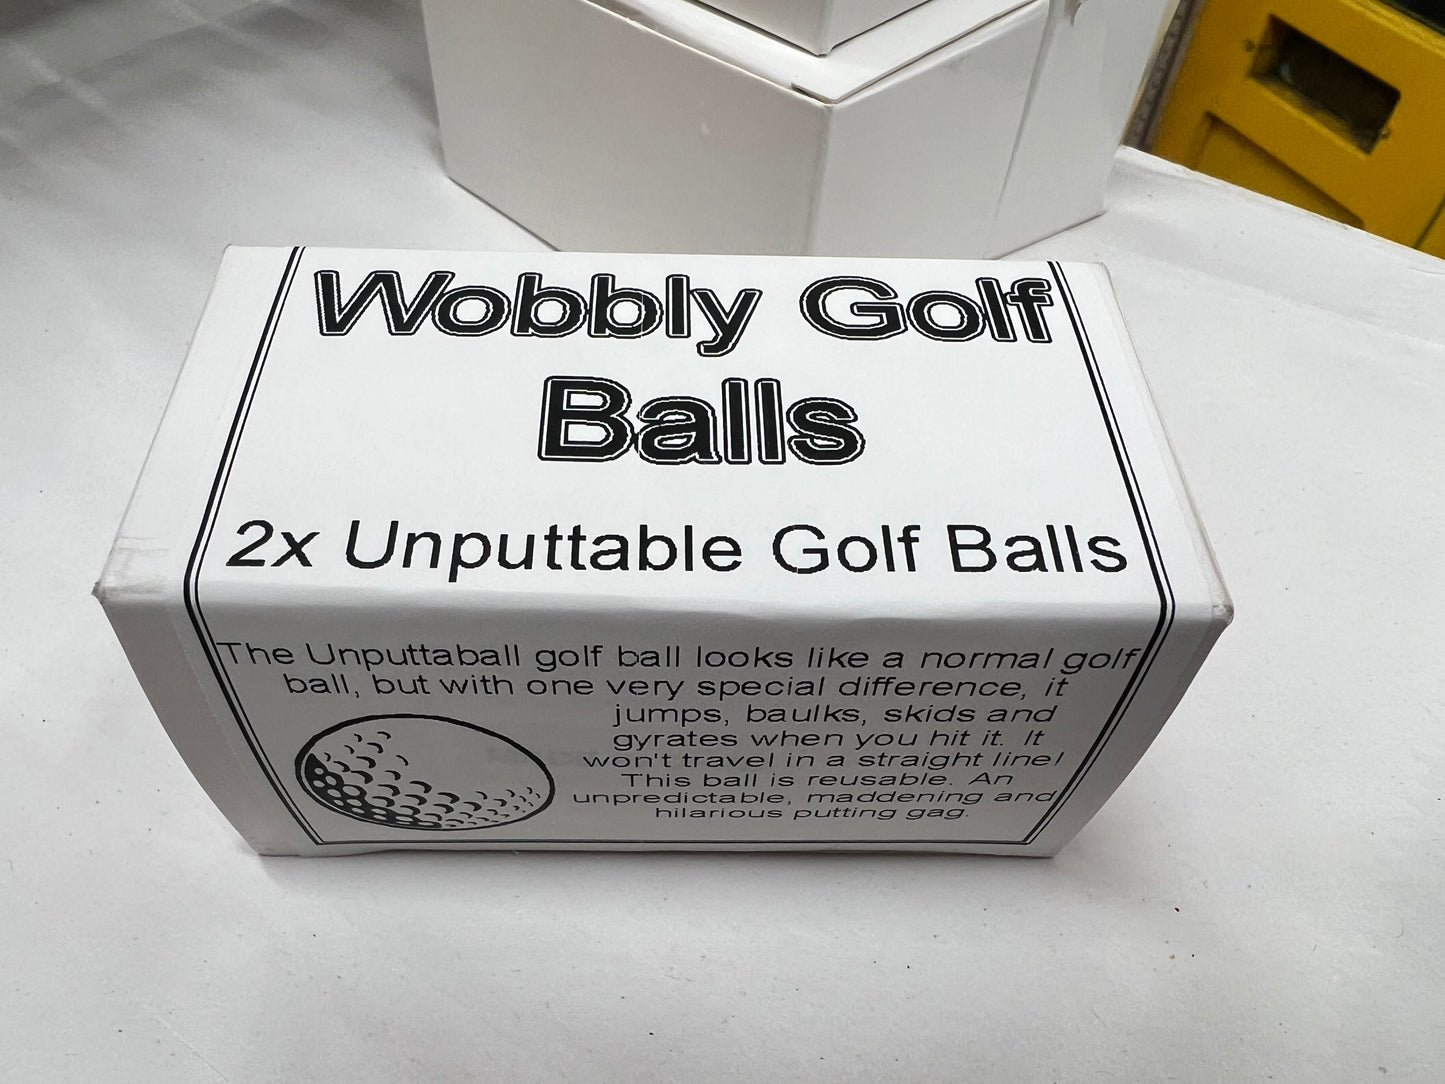 Wobbly Golf
Balls
2x Unputtable Golf Balls
The Unputtaball golf ball looks like a normal golf
ball, but with one very special difference, it
jumps, baulks, skids and
gyrates when you hit it. It
won't travel in a straight line!
This ball is reusable. An
unpredictable, maddening and
hilarious putting gag.